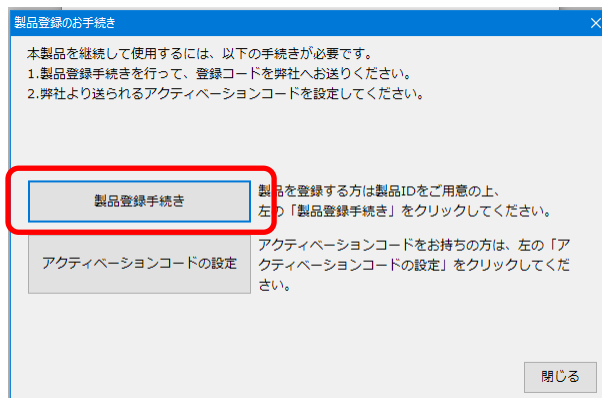 製品登録のお手続き
本製品を継続して使用するには、以下の手続きが必要です。
1.製品登録手続きを行って、登録コードを弊社へお送りください。
2.弊社より送られるアクティベーションコードを設定してください。
製品登録手続き
製品を登録する方は製品IDをご用意の上、
左の「製品登録手続き」をクリックしてください。
アクティベーションコードの設定
アクティベーションコードをお持ちの方は、左の「ア
クティベーションコードの設定」をクリックしてくだ
さい。
閉じる